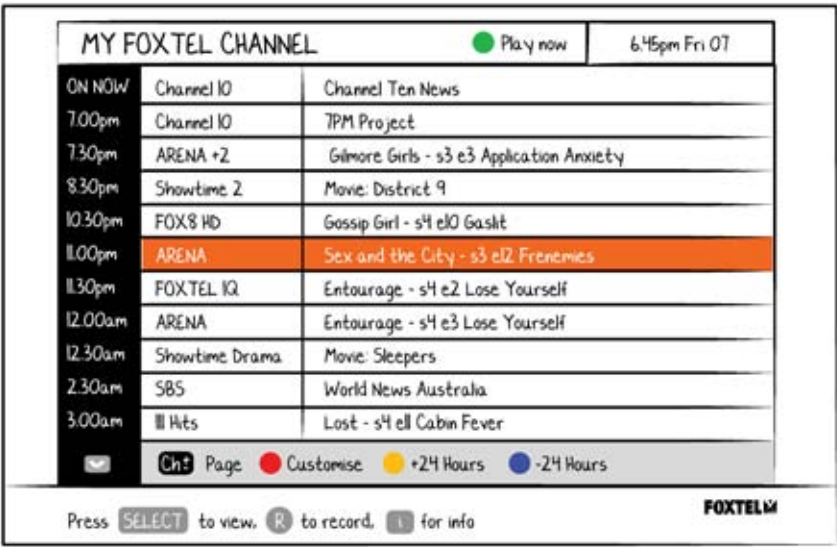 MY FOXTEL CHANNEL Play now 6.45pm Fri 07
ON NOW Channel 10 Channel Ten News
7.00pm Channel 10 7PM Project
7.30pm ARENA +2 Gilmore Girls - s3 e3 Application Anxiety
8.30pm Showtime 2 Movie: District 9
10.30pm FOX8 HD Gossip Girl - s4 e10 Gaslit
11.00pm ARENA Sex and the City - s3 e12 Frenemies
11.30pm FOXTEL IQ Entourage - s4 e2 Lose Yourself
12.00am ARENA Entourage - s4 e3 Lose Yourself
12.30am Showtime Drama Movie: Sleepers
2.30am SBS World News Australia
3.00am 111 Hits Lost - s4 e11 Cabin Fever
Ch± Page Customise +24 Hours -24 Hours
Press SELECT to view, R to record, i for info
FOXTEL